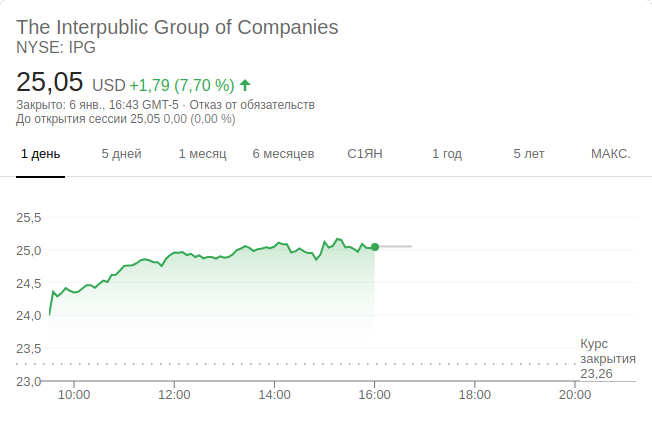 The Interpublic Group of Companies
NYSE: IPG
25,05 USD +1,79 (7,70 %) ↑
Закрыто: 6 янв., 16:43 GMT-5 · Отказ от обязательств
До открытия сессии 25,05 0,00 (0,00 %)
1 день 5 дней 1 месяц 6 месяцев С1ЯН 1 год 5 лет МАКС.
25,5
25,0
24,5
24,0
23,5
23,0
Курс
закрытия
23,26
10:00 12:00 14:00 16:00 18:00 20:00